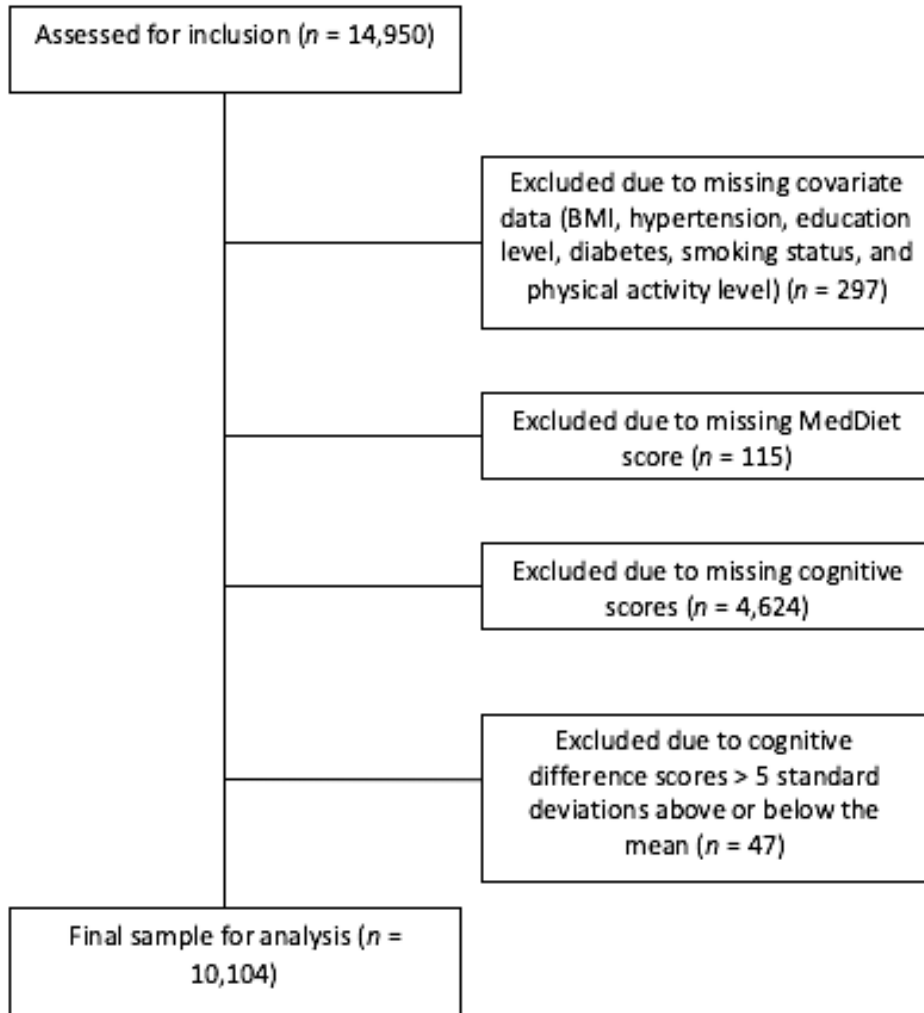 Assessed for inclusion (n = 14,950)
Excluded due to missing covariate
data (BMI, hypertension, education
level, diabetes, smoking status, and
physical activity level) (n = 297)
Excluded due to missing MedDiet
score (n = 115)
Excluded due to missing cognitive
scores (n = 4,624)
Excluded due to cognitive
difference scores > 5 standard
deviations above or below the
mean (n = 47)
Final sample for analysis (n =
10,104)